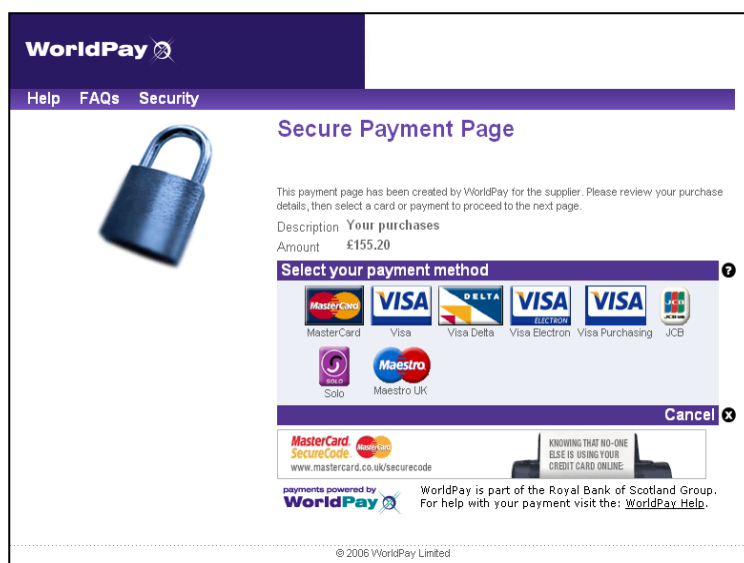 WorldPay
Help FAQs Security
Secure Payment Page
This payment page has been created by WorldPay for the supplier. Please review your purchase
details, then select a card or payment to proceed to the next page.
Description Your purchases
Amount £155.20
Select your payment method ?
MasterCard VISA DELTA VISA ELECTRON VISA JCB
MasterCard Visa Visa Delta Visa Electron Visa Purchasing JCB
SOLO Maestro
Solo Maestro UK
Cancel X
MasterCard.
SecureCode. MasterCard
www.mastercard.co.uk/securecode
KNOWING THAT NO-ONE
ELSE IS USING YOUR
CREDIT CARD ONLINE:
payments powered by
WorldPay
WorldPay is part of the Royal Bank of Scotland Group.
For help with your payment visit the: WorldPay Help.
© 2006 WorldPay Limited